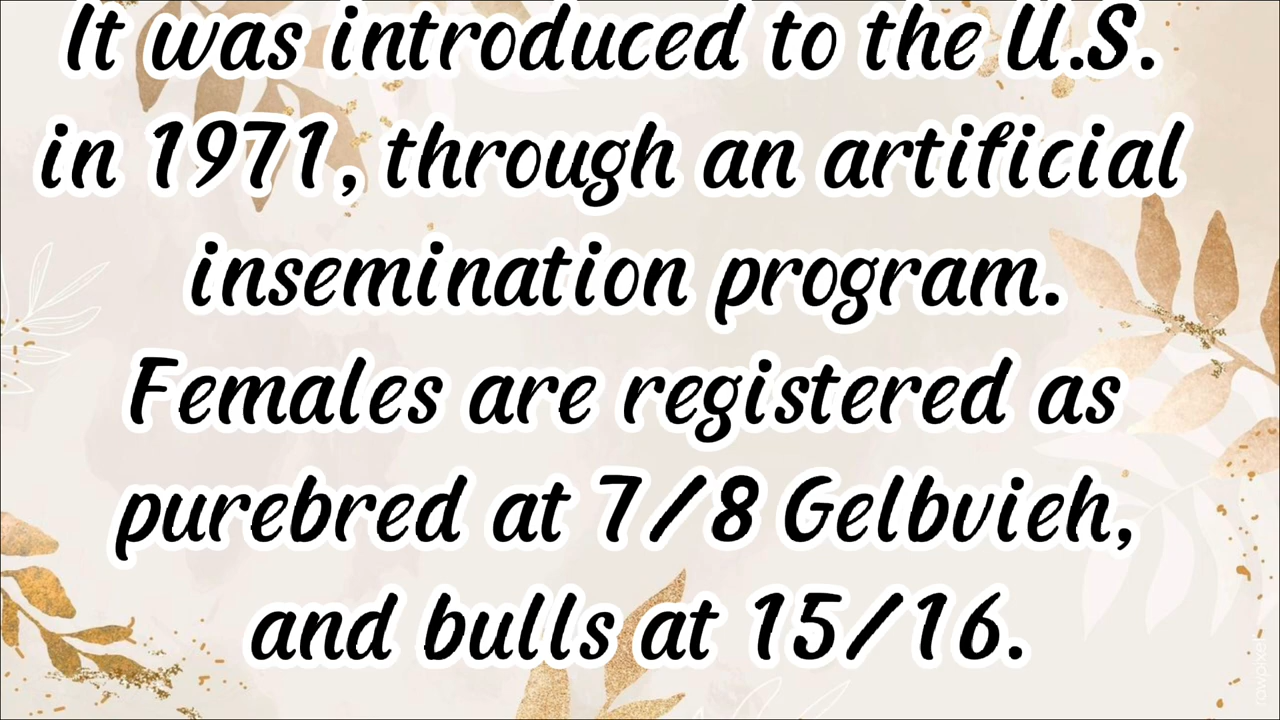 It was introduced to the U.S.
in 1971, through an artificial
insemination program.
Females are registered as
purebred at 7/8 Gelbvieh,
and bulls at 15/16.
rawpixel